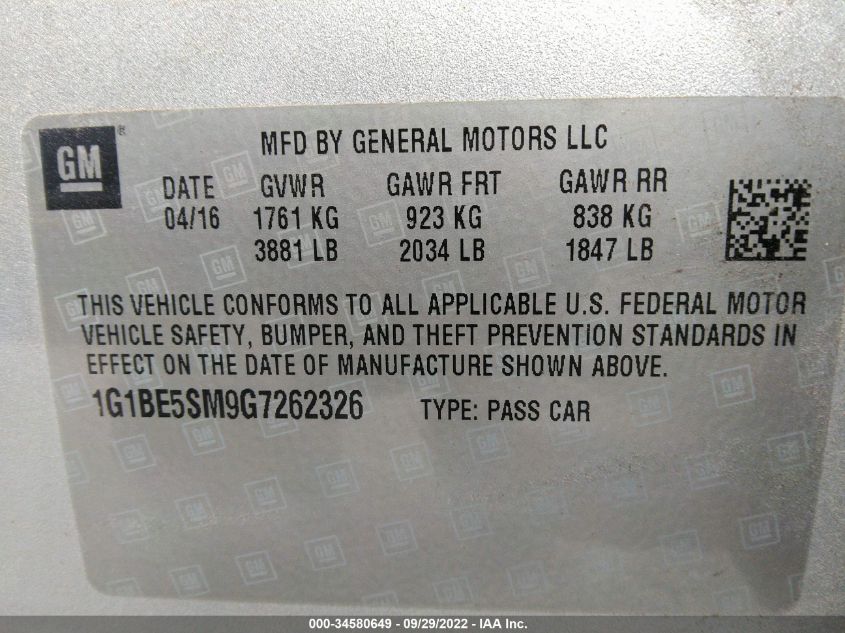 GM
MFD BY GENERAL MOTORS LLC
DATE GVWR GAWR FRT GAWR RR
04/16 1761 KG 923 KG 838 KG
3881 LB 2034 LB 1847 LB
THIS VEHICLE CONFORMS TO ALL APPLICABLE U.S. FEDERAL MOTOR
VEHICLE SAFETY, BUMPER, AND THEFT PREVENTION STANDARDS IN
EFFECT ON THE DATE OF MANUFACTURE SHOWN ABOVE.
1G1BE5SM9G7262326 TYPE: PASS CAR
000-34580649 - 09/29/2022 - IAA Inc.